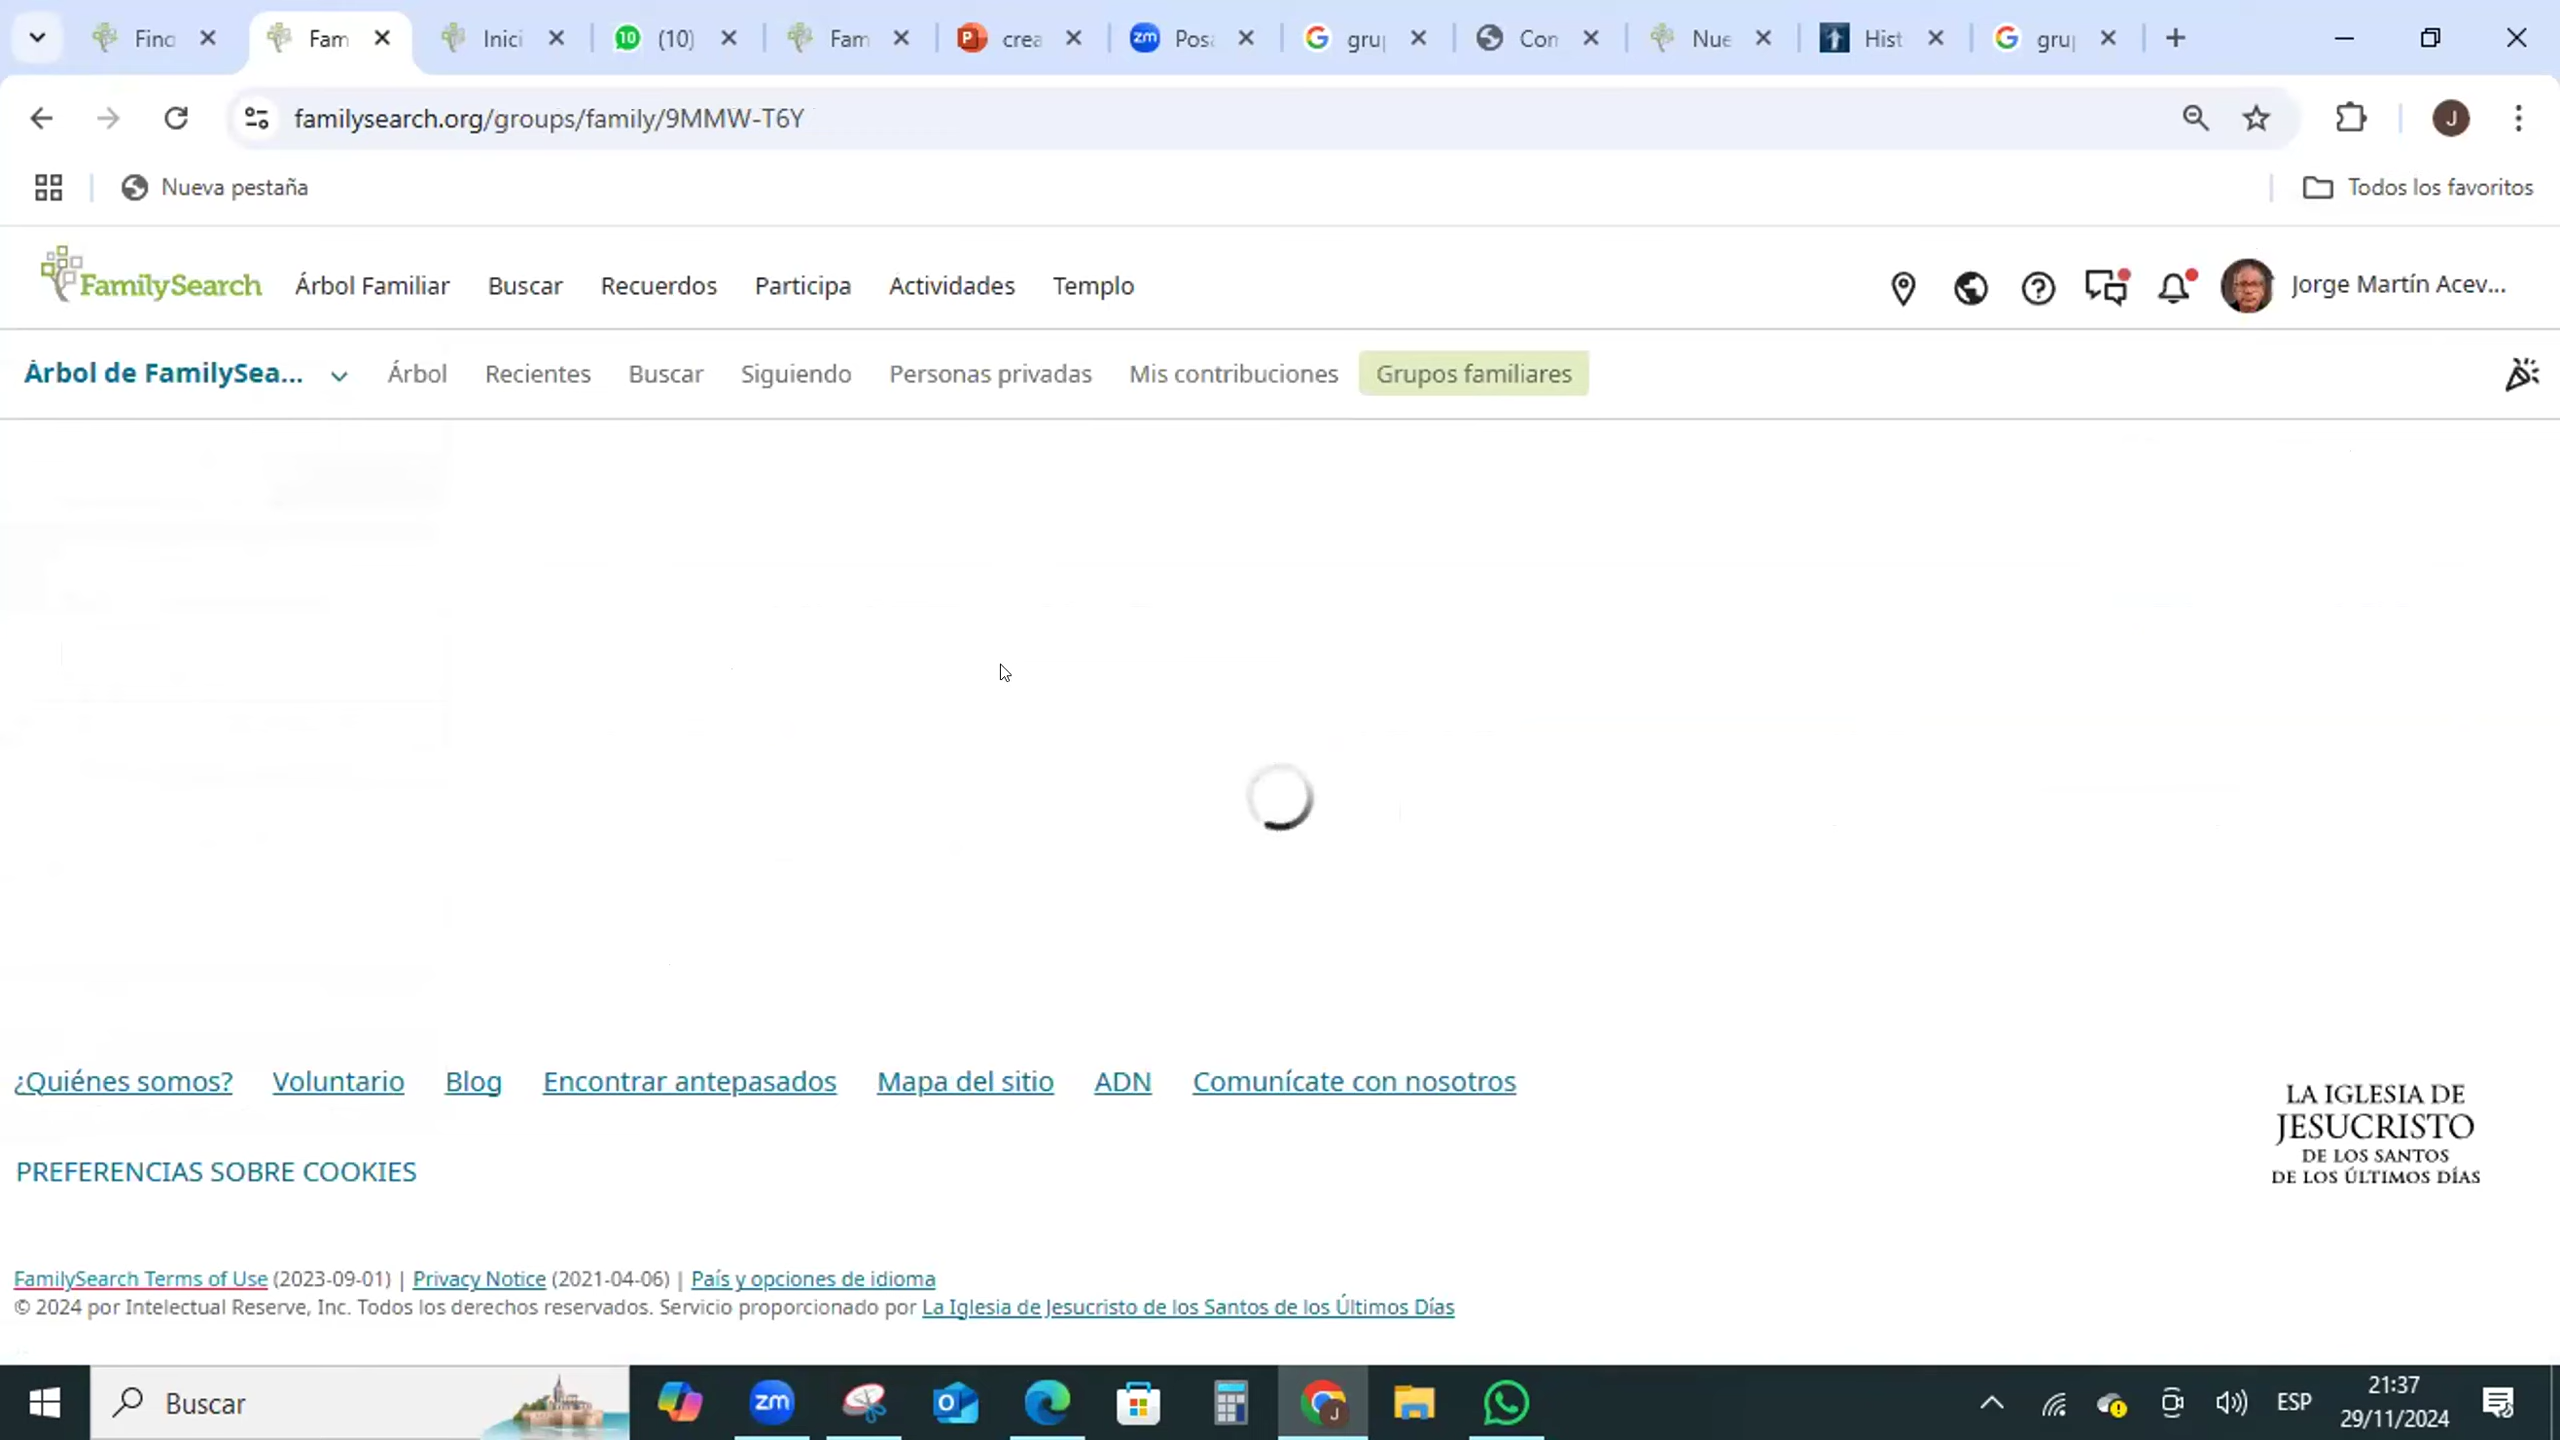 Find
Fam
Inici
(10)
Fam
crea
Posa
grup
Con
Nue
Hist
grup
familysearch.org/groups/family/9MMW-T6Y
J
Nueva pestaña
Todos los favoritos
FamilySearch
Árbol Familiar
Buscar
Recuerdos
Participa
Actividades
Templo
Jorge Martín Acev...
Árbol de FamilySea...
Árbol
Recientes
Buscar
Siguiendo
Personas privadas
Mis contribuciones
Grupos familiares
¿Quiénes somos?
Voluntario
Blog
Encontrar antepasados
Mapa del sitio
ADN
Comunícate con nosotros
LA IGLESIA DE
JESUCRISTO
DE LOS SANTOS
DE LOS ÚLTIMOS DÍAS
PREFERENCIAS SOBRE COOKIES
FamilySearch Terms of Use (2023-09-01) | Privacy Notice (2021-04-06) | País y opciones de idioma
© 2024 por Intelectual Reserve, Inc. Todos los derechos reservados. Servicio proporcionado por La Iglesia de Jesucristo de los Santos de los Últimos Días
Buscar
zm
ESP
21:37
29/11/2024